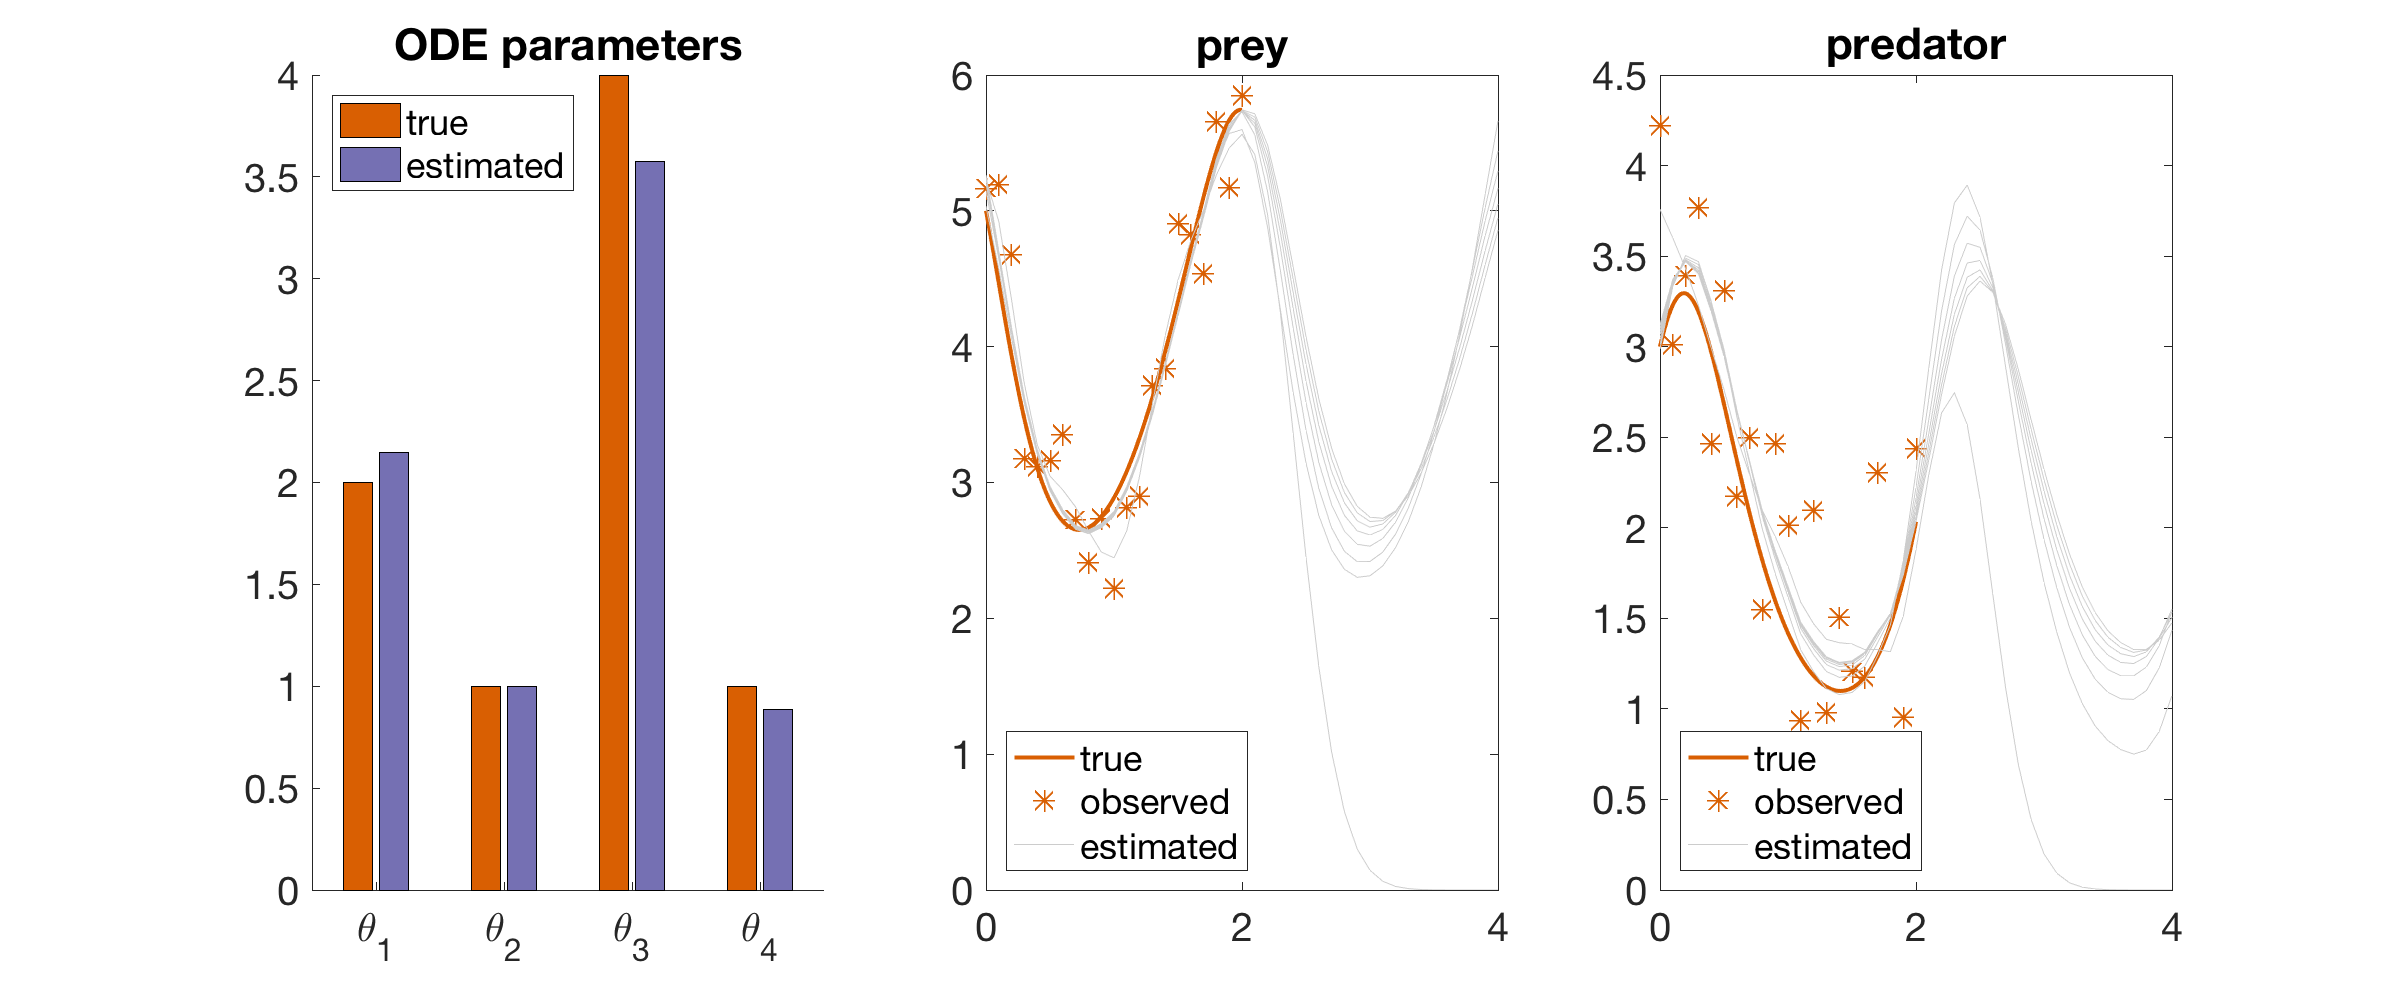 ODE parameters
4
3.5
3
2.5
2
1.5
1
0.5
0
true
estimated
θ1
θ2
θ3
θ4
prey
6
5
4
3
2
1
0
true
observed
estimated
0
2
4
predator
4.5
4
3.5
3
2.5
2
1.5
1
0.5
0
true
observed
estimated
0
2
4